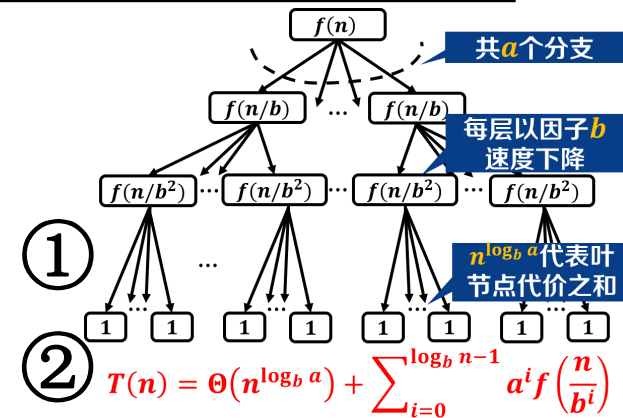 f(n)
共a个分支
f(n/b) ... f(n/b)
每层以因子b
速度下降
f(n/b²) ... f(n/b²) ... f(n/b²) ... f(n/b²)
① ...
n^{log_b a}代表叶
节点代价之和
... ... ... ...
1 1 1 1 1 1 1 1
② T(n) = Θ(n^{log_b a}) + ∑_{i=0}^{log_b n-1} a^i f(n/b^i)